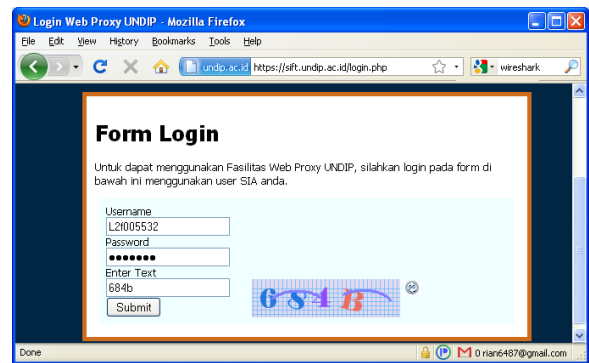 Login Web Proxy UNDIP - Mozilla Firefox
File Edit View History Bookmarks Tools Help
undip.ac.id https://sift.undip.ac.id/login.php wireshark
Form Login
Untuk dapat menggunakan Fasilitas Web Proxy UNDIP, silahkan login pada form di
bawah ini menggunakan user SIA anda.
Username
L2f005532
Password
●●●●●●●
Enter Text
684b
684B
Submit
Done 0 rian6487@gmail.com